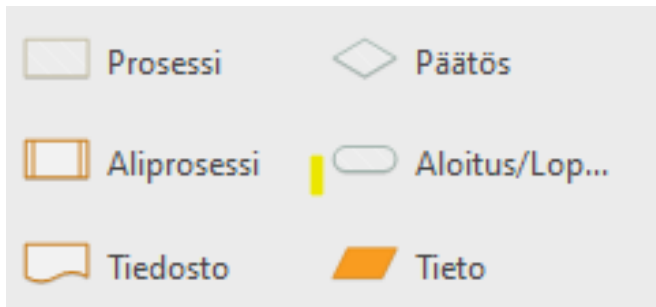 Prosessi
Päätös
Aliprosessi
Aloitus/Lop...
Tiedosto
Tieto